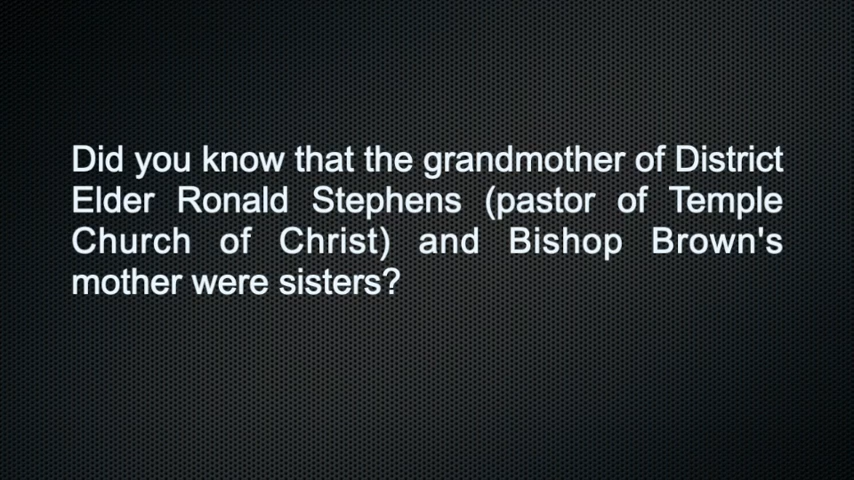 Did you know that the grandmother of District
Elder Ronald Stephens (pastor of Temple
Church of Christ) and Bishop Brown's
mother were sisters?